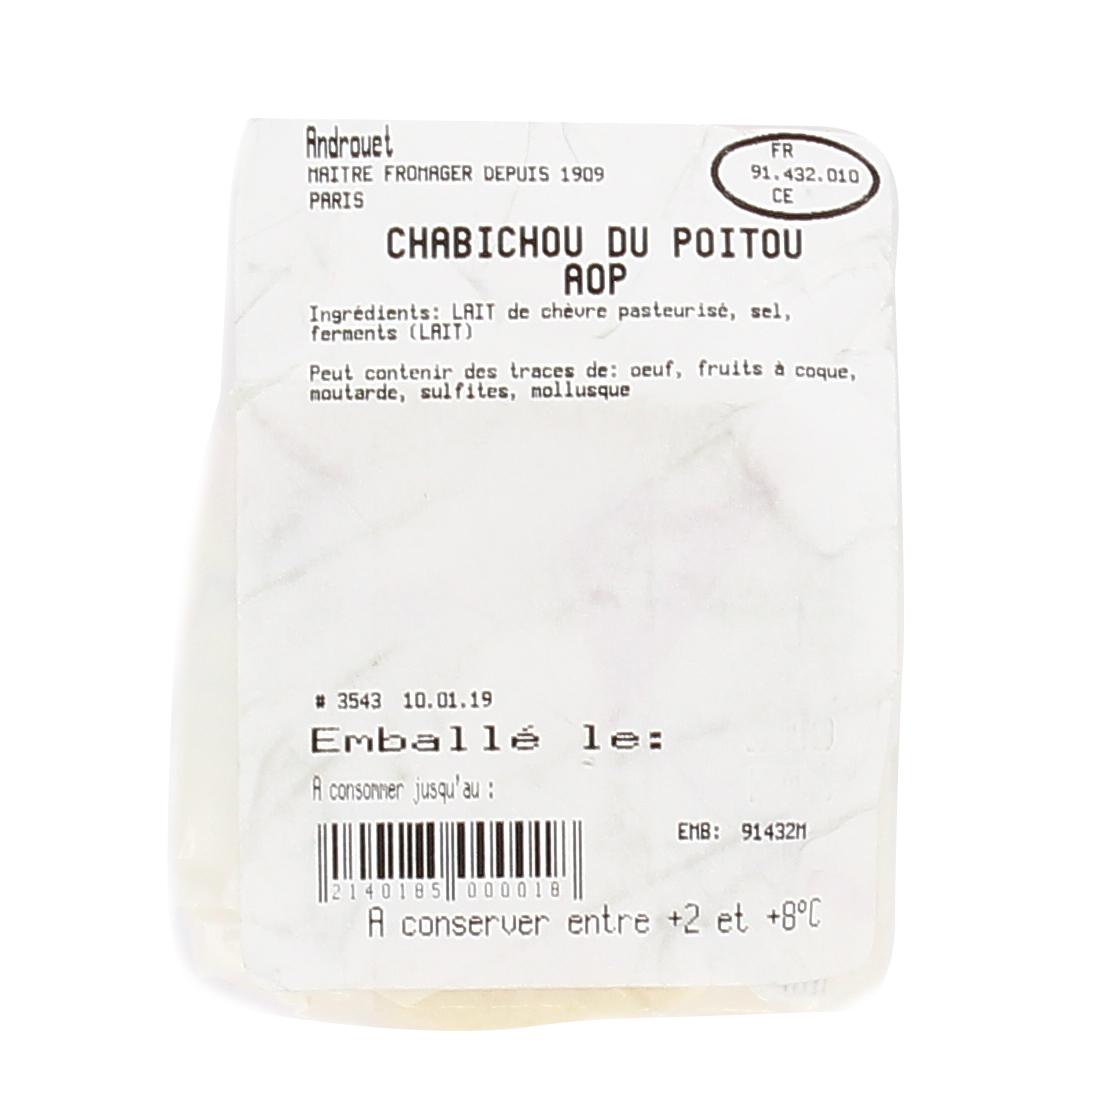 Androuet
MAITRE FROMAGER DEPUIS 1909
PARIS
FR
91.432.010
CE
CHABICHOU DU POITOU
AOP
Ingrédients: LAIT de chèvre pasteurisé, sel,
ferments (LAIT)
Peut contenir des traces de: oeuf, fruits à coque,
moutarde, sulfites, mollusque
# 3543 10.01.19
Emballé le:
A consommer jusqu'au :
EMB: 91432M
2140185 000018
A conserver entre +2 et +8ºC